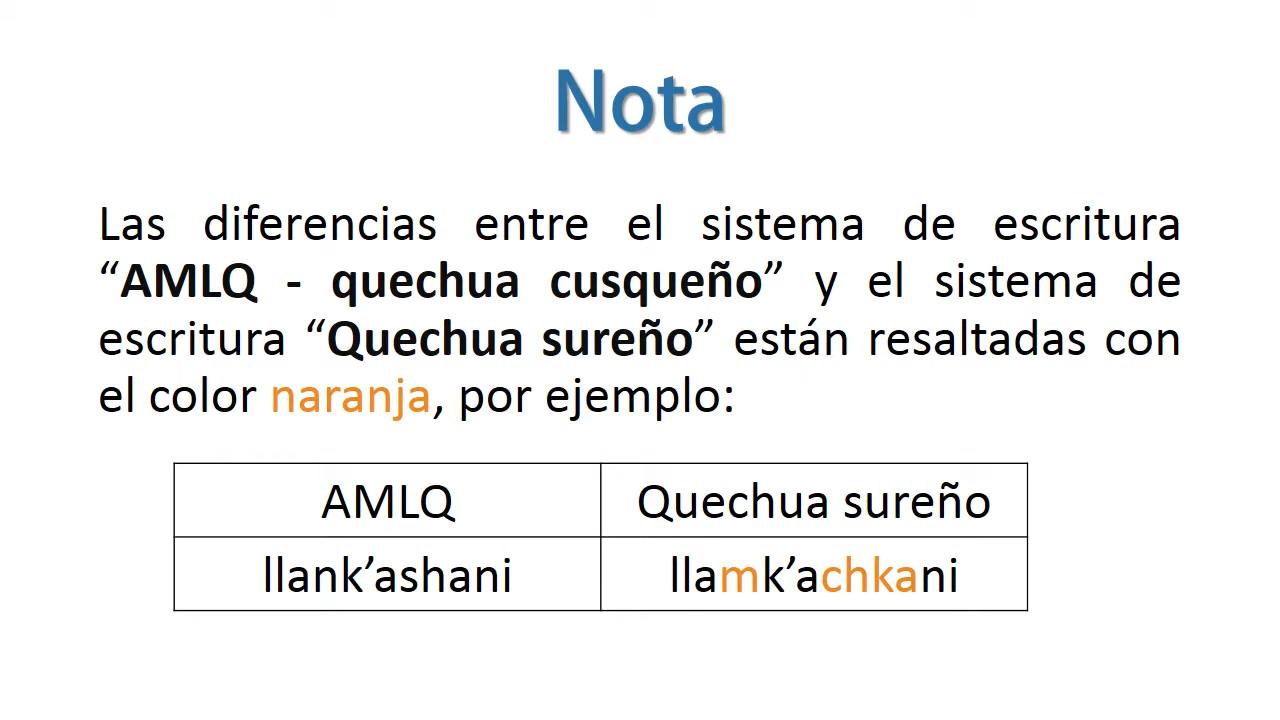 Nota
Las diferencias entre el sistema de escritura
“AMLQ - quechua cusqueño” y el sistema de
escritura “Quechua sureño” están resaltadas con
el color naranja, por ejemplo:
AMLQ Quechua sureño
llank’ashani llamk’achkani